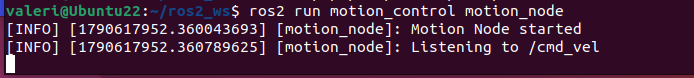 valeri@Ubuntu22:~/ros2_ws$ ros2 run motion_control motion_node
[INFO] [1790617952.360043693] [motion_node]: Motion Node started
[INFO] [1790617952.360789625] [motion_node]: Listening to /cmd_vel